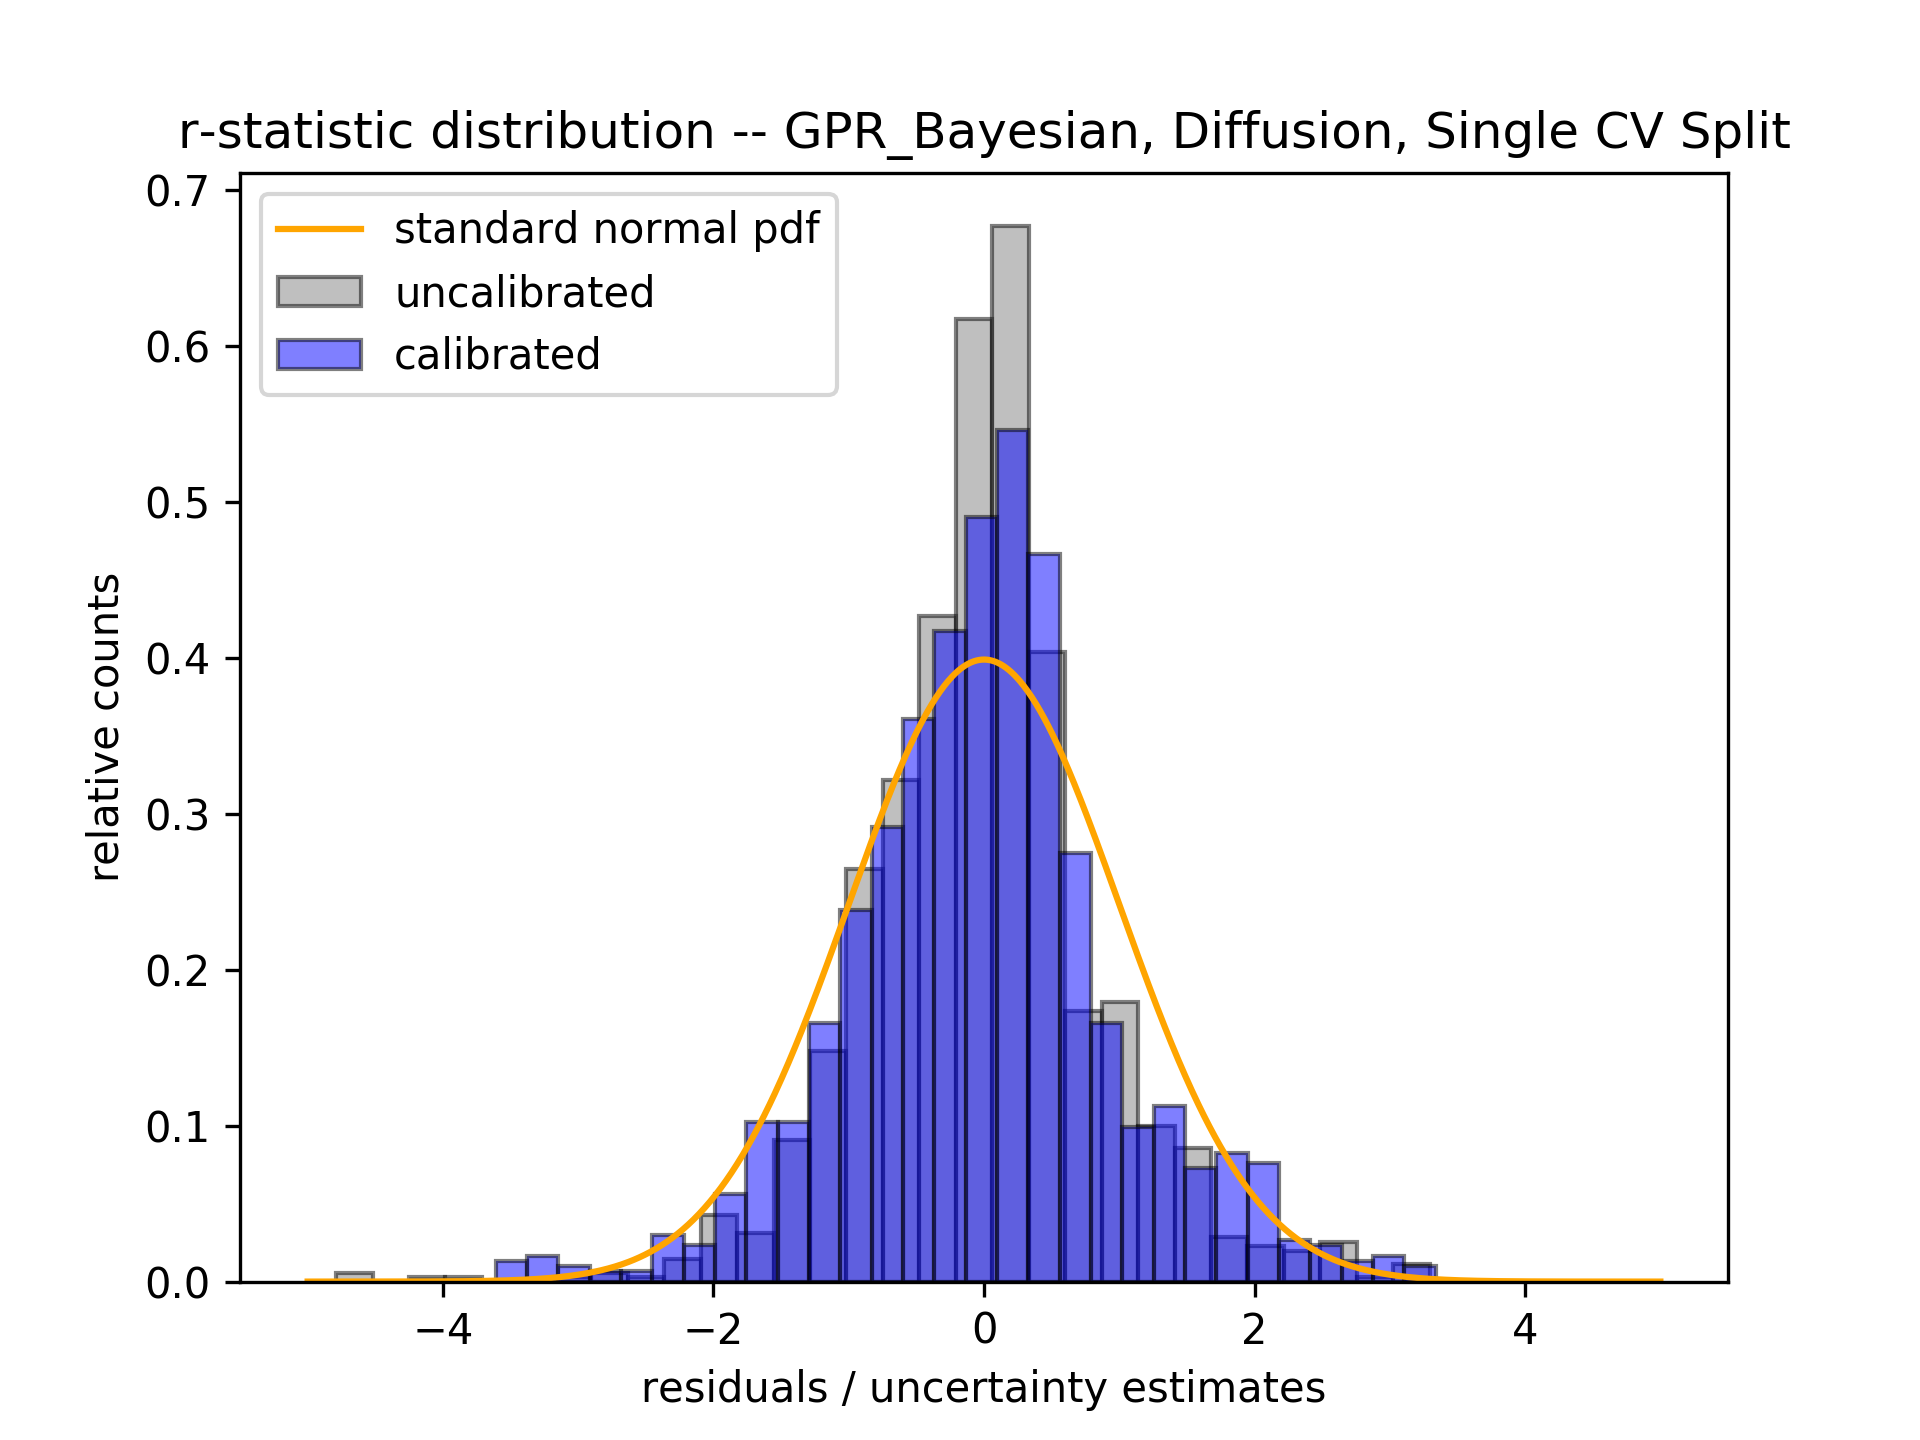 r-statistic distribution -- GPR_Bayesian, Diffusion, Single CV Split
standard normal pdf
uncalibrated
calibrated
0.7
0.6
0.5
0.4
0.3
0.2
0.1
0.0
relative counts
−4
−2
0
2
4
residuals / uncertainty estimates